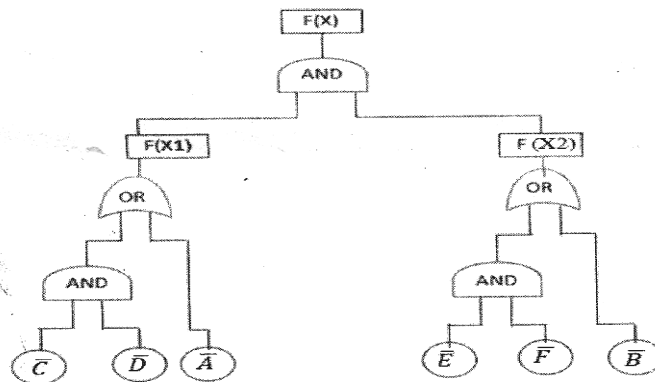 F(X)
AND
F(X1)
F (X2)
OR
OR
AND
AND
C̅
D̅
A̅
E̅
F̅
B̅